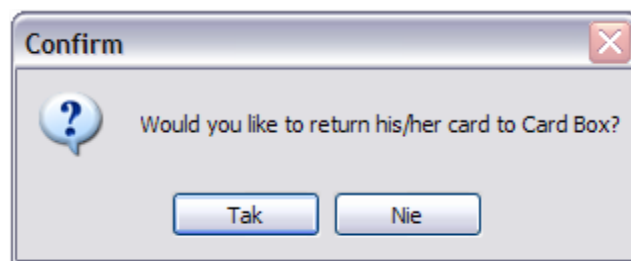 Confirm
Would you like to return his/her card to Card Box?
Tak
Nie